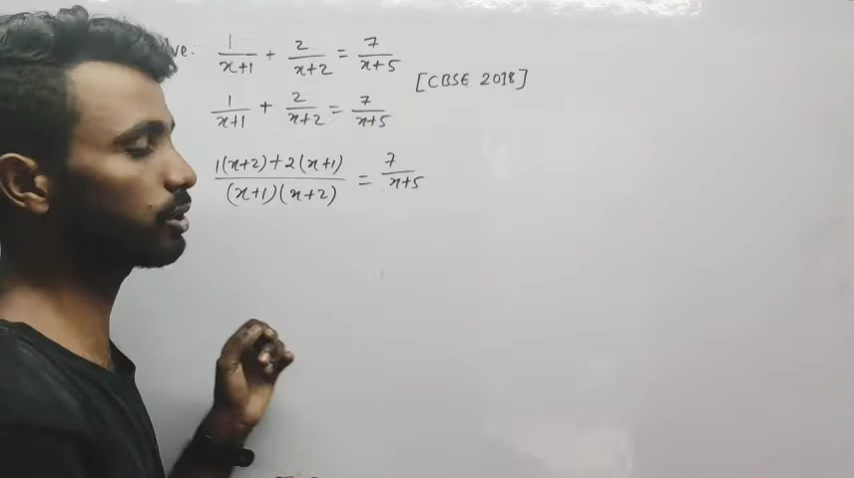 1/(x+1) + 2/(x+2) = 7/(x+5)
[CBSE 2018]
1/(x+1) + 2/(x+2) = 7/(x+5)
(1(x+2)+2(x+1))/((x+1)(x+2)) = 7/(x+5)